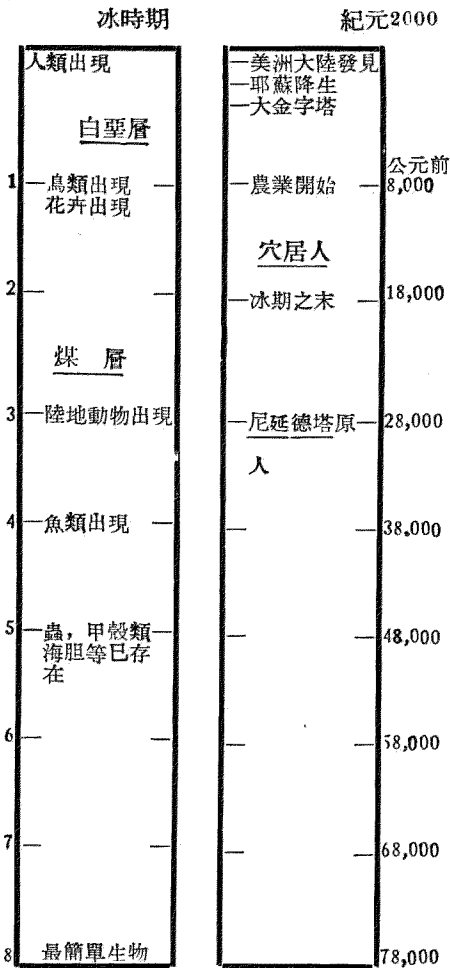 冰時期
人類出現
白堊層
1
鳥類出現
花卉出現
2
煤 層
3
陸地動物出現
4
魚類出現
5
蟲，甲殼類
海胆等已存
在
6
7
8
最簡單生物
紀元2000
美洲大陸發見
耶蘇降生
大金字塔
公元前
農業開始
8,000
穴居人
冰期之末
18,000
尼延德塔原
人
28,000
38,000
48,000
58,000
68,000
78,000